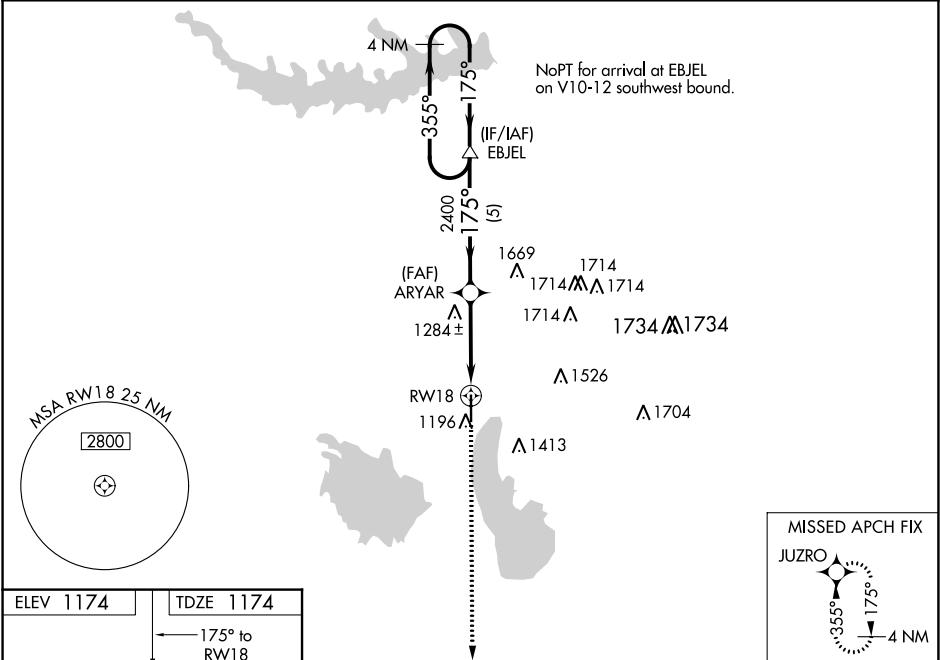 4 NM
355°
175°
NoPT for arrival at EBJEL
on V10-12 southwest bound.
(IF/IAF)
EBJEL
2400
175°
(5)
(FAF)
ARYAR
1669
1714
1714
1714
1284 ±
1714
1734
1734
1526
RW18
1196
1704
1413
MSA RW18 25 NM
2800
MISSED APCH FIX
JUZRO
355°
175°
4 NM
ELEV 1174
TDZE 1174
175° to
RW18